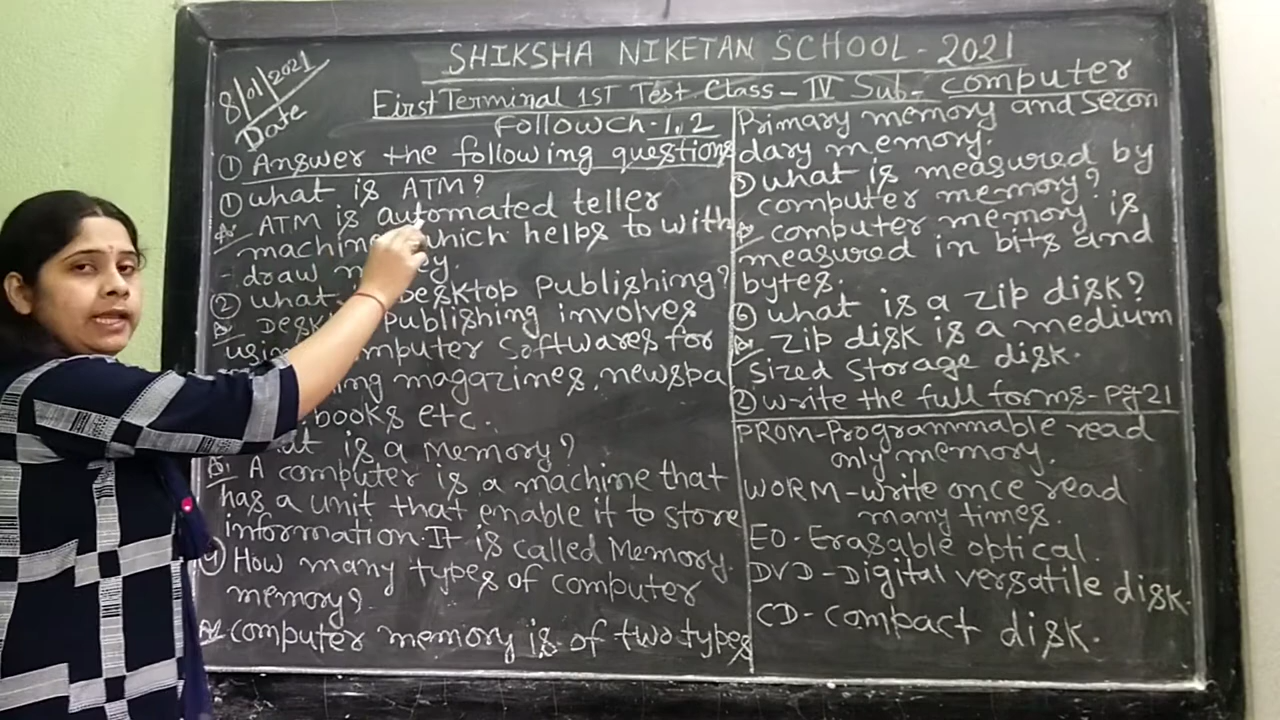 8/01/2021
Date
SHIKSHA NIKETAN SCHOOL - 2021
First Terminal 1ST Test Class - IV Sub - computer
Follow Ch - 1, 2
① Answer the following questions
① what is ATM?
A. ATM is automated teller
machine which helps to with
- draw m ey.
② what Desktop publishing?
A. Desk publishing involves
using mputer softwares for
ing magazines, newspa
books etc.
at is a memory?
A. A computer is a machine that
has a unit that enable it to store
information. It is called Memory.
④ How many types of computer
memory?
A. computer memory is of two types
Primary memory and secon
dary memory.
⑤ what is measured by
computer memory?
A. computer memory is
measured in bits and
bytes.
⑥ what is a zip disk?
A. zip disk is a medium
sized storage disk.
② write the full forms - pg 21
PROM - Programmable read
only memory.
WORM - write once read
many times.
EO - Erasable optical.
DVD - Digital versatile disk.
CD - compact disk.